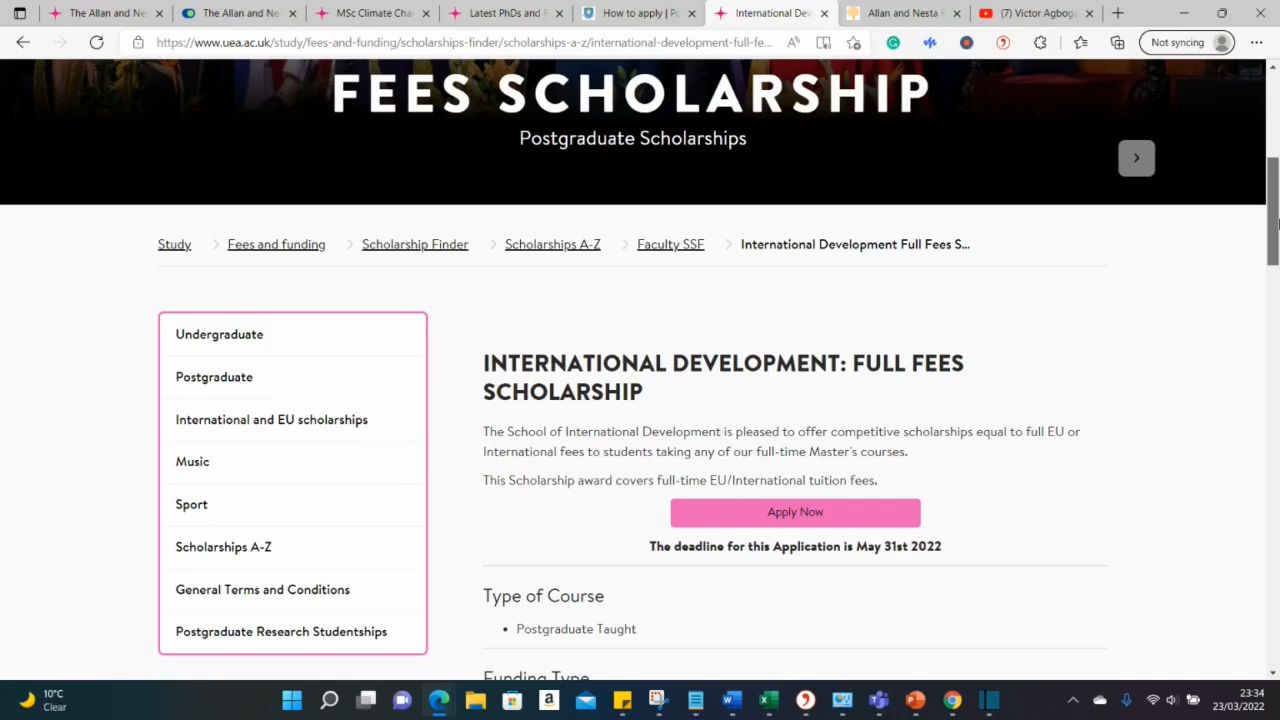 The Allan and Ne
The Allan and Ne
MSc Climate Cha
Latest PhDs and F
How to apply | Po
International Dev
Allan and Nesta F
(7) Victor Agboga
https://www.uea.ac.uk/study/fees-and-funding/scholarships-finder/scholarships-a-z/international-development-full-fe...
Not syncing
FEES SCHOLARSHIP
Postgraduate Scholarships
Study
Fees and funding
Scholarship Finder
Scholarships A-Z
Faculty SSF
International Development Full Fees S...
Undergraduate
Postgraduate
International and EU scholarships
Music
Sport
Scholarships A-Z
General Terms and Conditions
Postgraduate Research Studentships
INTERNATIONAL DEVELOPMENT: FULL FEES
SCHOLARSHIP
The School of International Development is pleased to offer competitive scholarships equal to full EU or
International fees to students taking any of our full-time Master's courses.
This Scholarship award covers full-time EU/International tuition fees.
Apply Now
The deadline for this Application is May 31st 2022
Type of Course
• Postgraduate Taught
Funding Type
10°C
Clear
23:34
23/03/2022